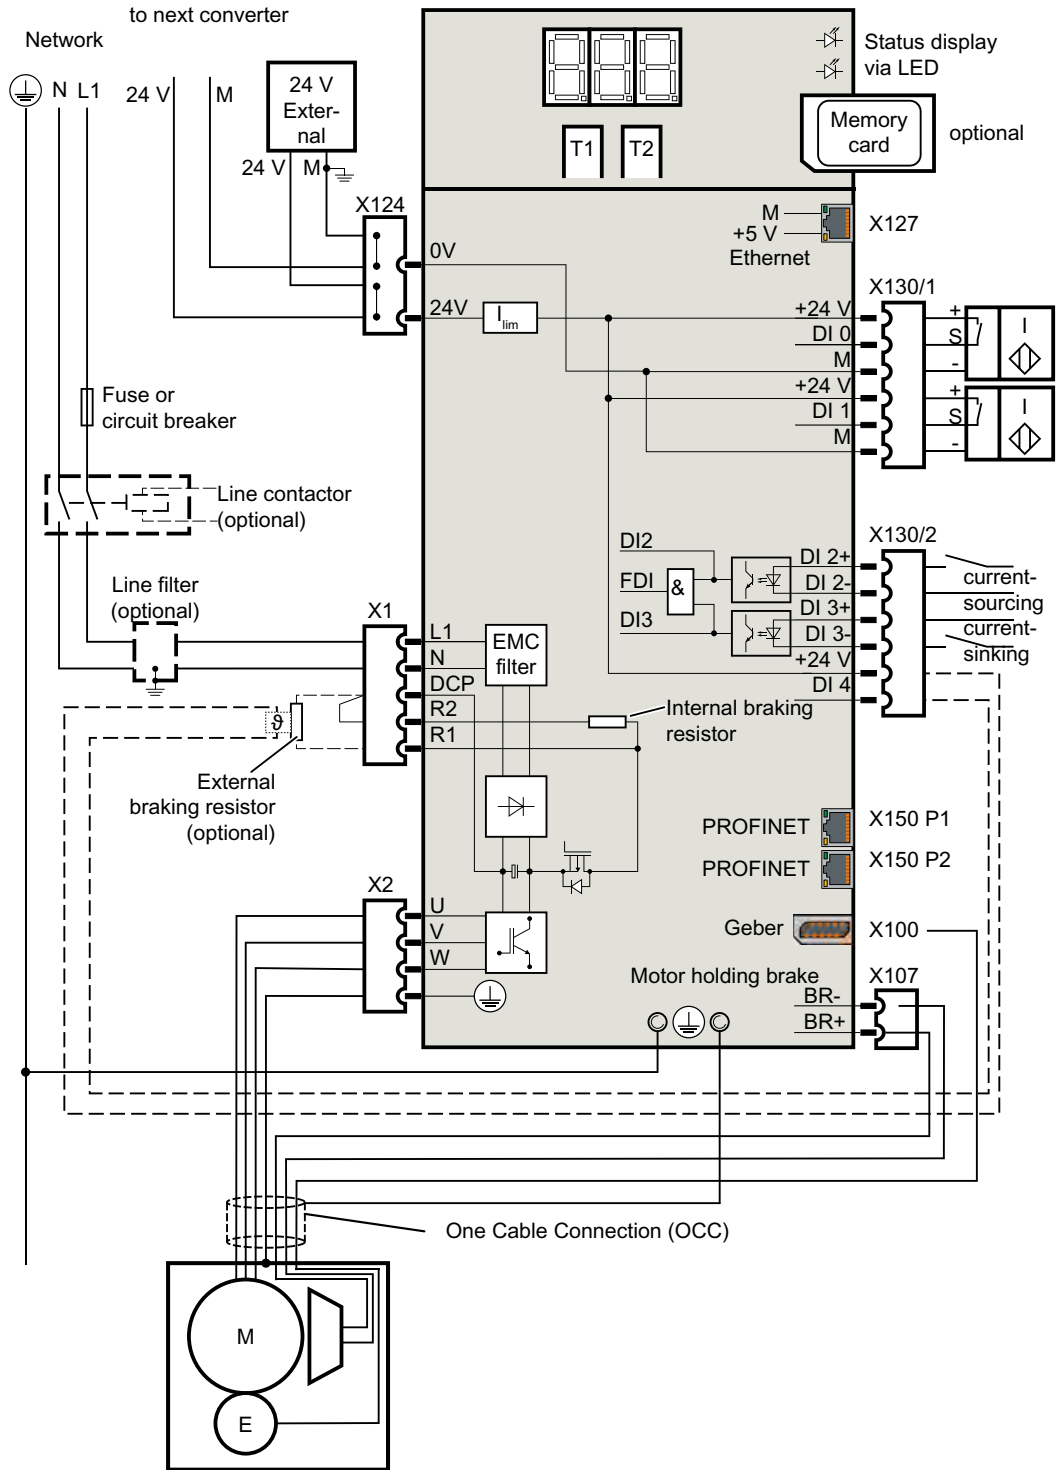 to next converter
Network
N L1
24 V
M
24 V
Exter-
nal
24 V
M
X124
T1
T2
Status display
via LED
Memory
card
optional
M
+5 V
Ethernet
X127
0V
24V
I lim
X130/1
+24 V
DI 0
M
+24 V
DI 1
M
+
S
-
I
+
S
-
I
Fuse or
circuit breaker
Line contactor
(optional)
Line filter
(optional)
X130/2
DI2
FDI
&
DI3
DI 2+
DI 2-
DI 3+
DI 3-
+24 V
DI 4
current-
sourcing
current-
sinking
X1
L1
N
DCP
R2
R1
EMC
filter
Internal braking
resistor
ϑ
External
braking resistor
(optional)
PROFINET
X150 P1
PROFINET
X150 P2
X2
U
V
W
Geber
X100
Motor holding brake
X107
BR-
BR+
One Cable Connection (OCC)
M
E